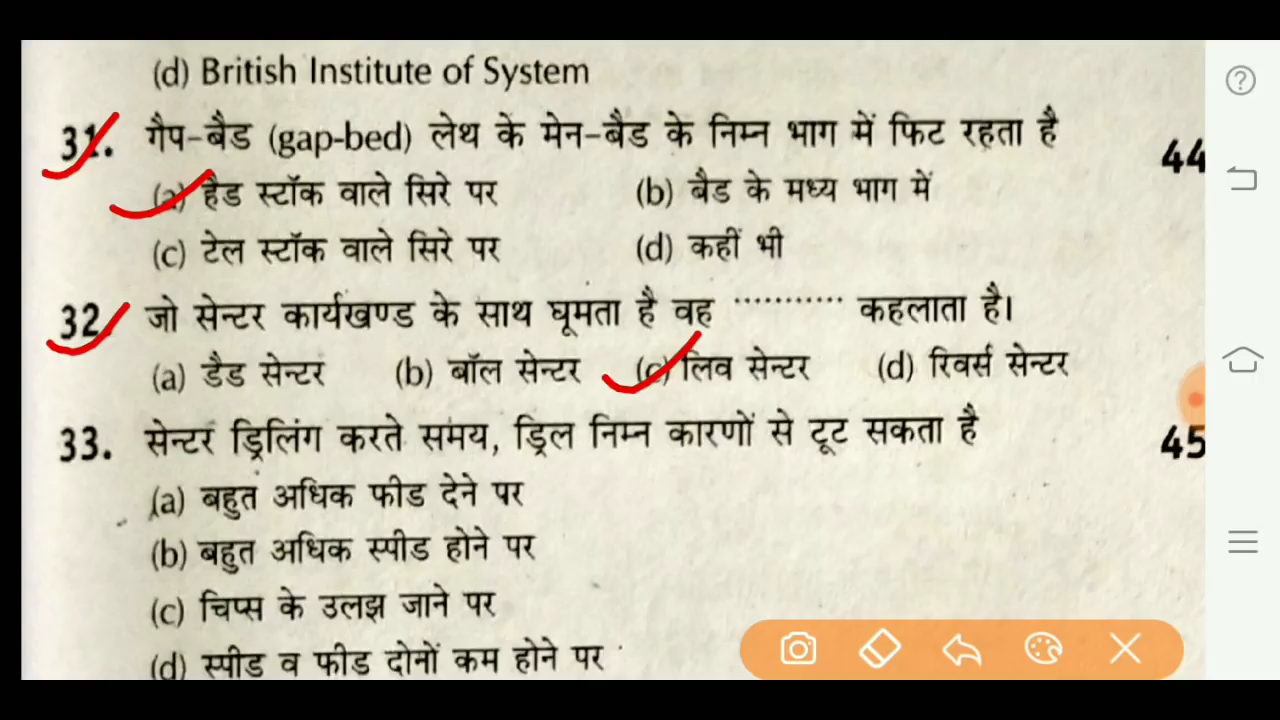 (d) British Institute of System
31. गैप-बैड (gap-bed) लेथ के मेन-बैड के निम्न भाग में फिट रहता है
(a) हैड स्टॉक वाले सिरे पर (b) बैड के मध्य भाग में
(c) टेल स्टॉक वाले सिरे पर (d) कहीं भी
32. जो सेन्टर कार्यखण्ड के साथ घूमता है वह ........... कहलाता है।
(a) डैड सेन्टर (b) बॉल सेन्टर (c) लिव सेन्टर (d) रिवर्स सेन्टर
33. सेन्टर ड्रिलिंग करते समय, ड्रिल निम्न कारणों से टूट सकता है
(a) बहुत अधिक फीड देने पर
(b) बहुत अधिक स्पीड होने पर
(c) चिप्स के उलझ जाने पर
(d) स्पीड व फीड दोनों कम होने पर
44
45